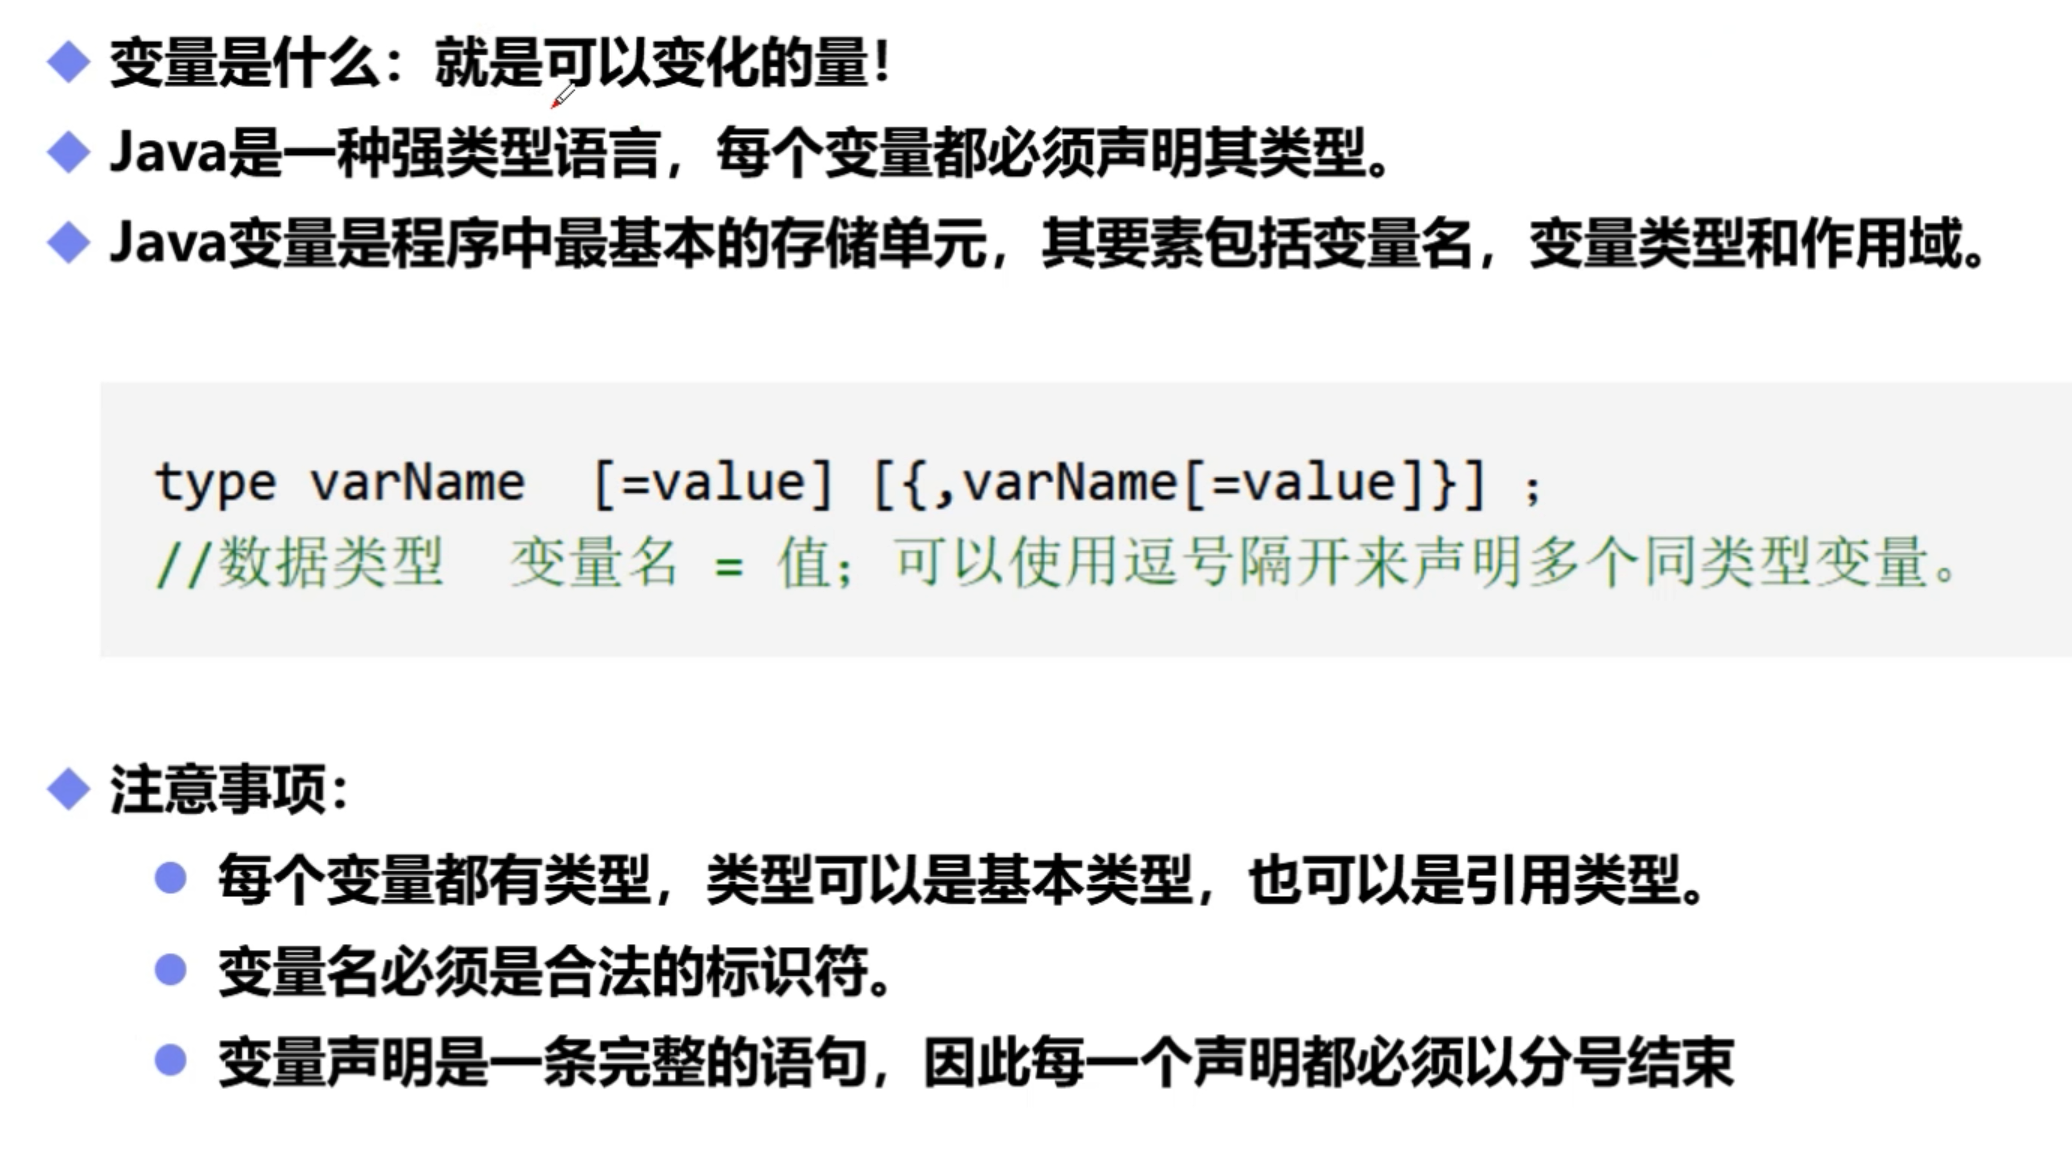 变量是什么：就是可以变化的量！
Java是一种强类型语言，每个变量都必须声明其类型。
Java变量是程序中最基本的存储单元，其要素包括变量名，变量类型和作用域。
type varName  [=value] [{,varName[=value]}] ;
//数据类型  变量名 = 值；可以使用逗号隔开来声明多个同类型变量。
注意事项：
每个变量都有类型，类型可以是基本类型，也可以是引用类型。
变量名必须是合法的标识符。
变量声明是一条完整的语句，因此每一个声明都必须以分号结束